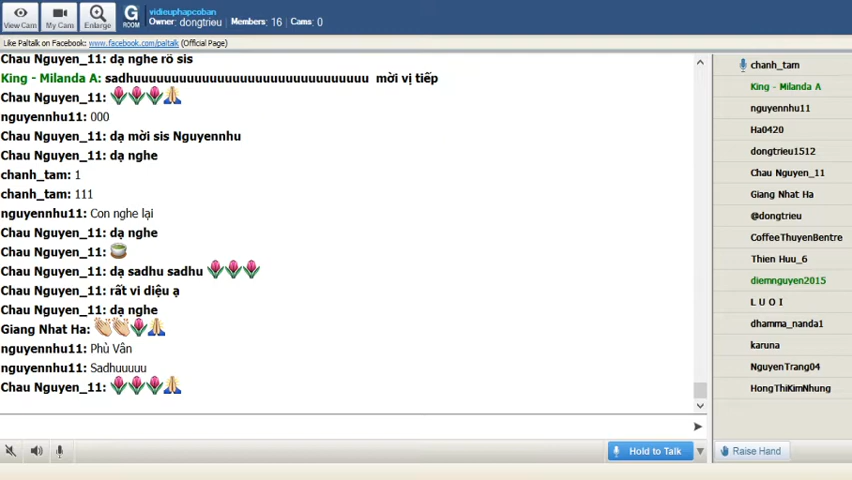 vidieuphapcoban
Owner: dongtrieu Members: 16 Cams: 0
View Cam
My Cam
Enlarge
G
ROOM
Like Paltalk on Facebook: www.facebook.com/paltalk (Official Page)
Chau Nguyen_11: dạ nghe rõ sis
King - Milanda A: sadhuuuuuuuuuuuuuuuuuuuuuuuuuuuuuuu mời vị tiếp
Chau Nguyen_11:
nguyennhu11: 000
Chau Nguyen_11: dạ mời sis Nguyennhu
Chau Nguyen_11: dạ nghe
chanh_tam: 1
chanh_tam: 111
nguyennhu11: Con nghe lại
Chau Nguyen_11: dạ nghe
Chau Nguyen_11:
Chau Nguyen_11: dạ sadhu sadhu
Chau Nguyen_11: rất vi diệu ạ
Chau Nguyen_11: dạ nghe
Giang Nhat Ha:
nguyennhu11: Phù Vân
nguyennhu11: Sadhuuuuu
Chau Nguyen_11:
chanh_tam
King - Milanda A
nguyennhu11
Ha0420
dongtrieu1512
Chau Nguyen_11
Giang Nhat Ha
@dongtrieu
CoffeeThuyenBentre
Thien Huu_6
diemnguyen2015
L U O I
dhamma_nanda1
karuna
NguyenTrang04
HongThiKimNhung
Hold to Talk
Raise Hand